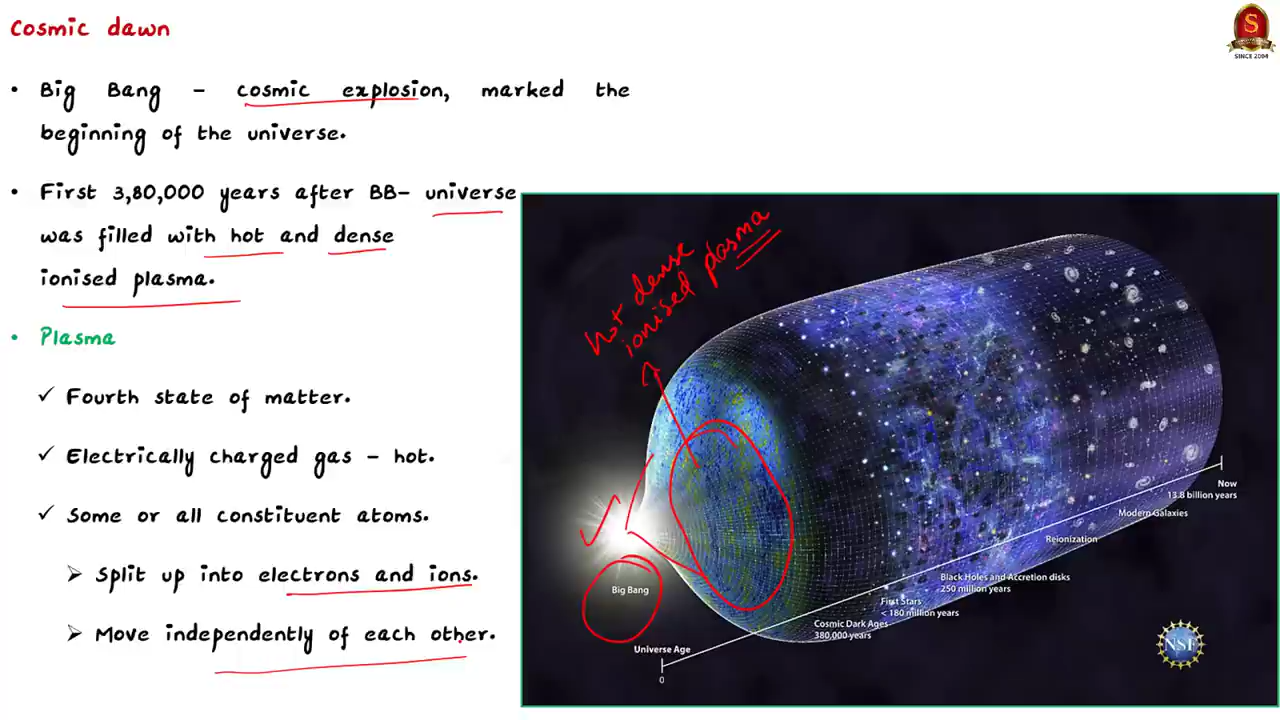 Cosmic dawn
• Big Bang – cosmic explosion, marked the
beginning of the universe.
• First 3,80,000 years after BB– universe
was filled with hot and dense
ionised plasma.
• Plasma
✓ Fourth state of matter.
✓ Electrically charged gas – hot.
✓ Some or all constituent atoms.
➢ Split up into electrons and ions.
➢ Move independently of each other.
S
SINCE 2004
hot dense
ionised plasma
Big Bang
Universe Age
0
Cosmic Dark Ages
380,000 years
First Stars
< 180 million years
Black Holes and Accretion disks
250 million years
Reionization
Modern Galaxies
Now
13.8 billion years
NSF